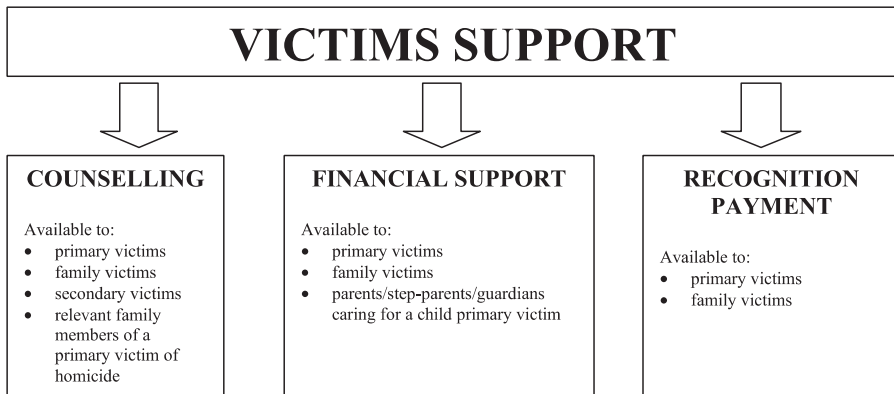 VICTIMS SUPPORT
COUNSELLING
Available to:
• primary victims
• family victims
• secondary victims
• relevant family
members of a
primary victim of
homicide
FINANCIAL SUPPORT
Available to:
• primary victims
• family victims
• parents/step-parents/guardians
caring for a child primary victim
RECOGNITION
PAYMENT
Available to:
• primary victims
• family victims